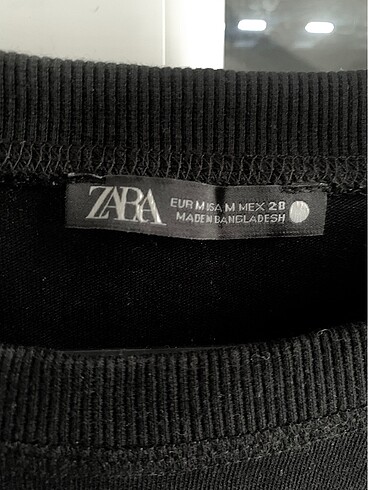 ZARA
EUR M USA M MEX 28
MADE IN BANGLADESH